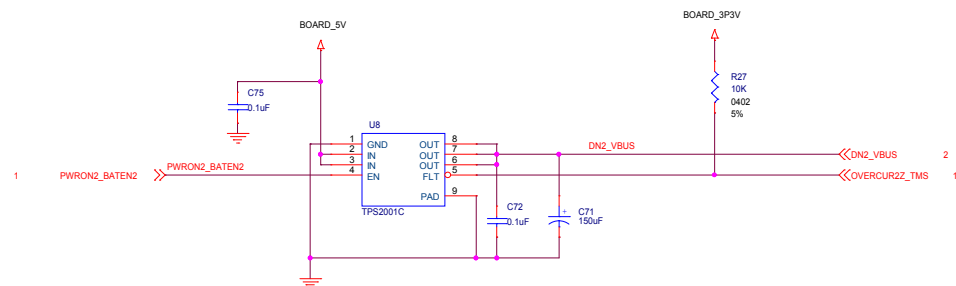 BOARD_3P3V
BOARD_5V
R27
10K
0402
5%
C75
0.1uF
U8
1 GND OUT 8
2 IN OUT 7
3 IN OUT 6
4 EN FLT 5
PAD 9
TPS2001C
DN2_VBUS
DN2_VBUS 2
1 PWRON2_BATEN2 PWRON2_BATEN2
OVERCUR2Z_TMS 1
C72
0.1uF
C71
150uF
+